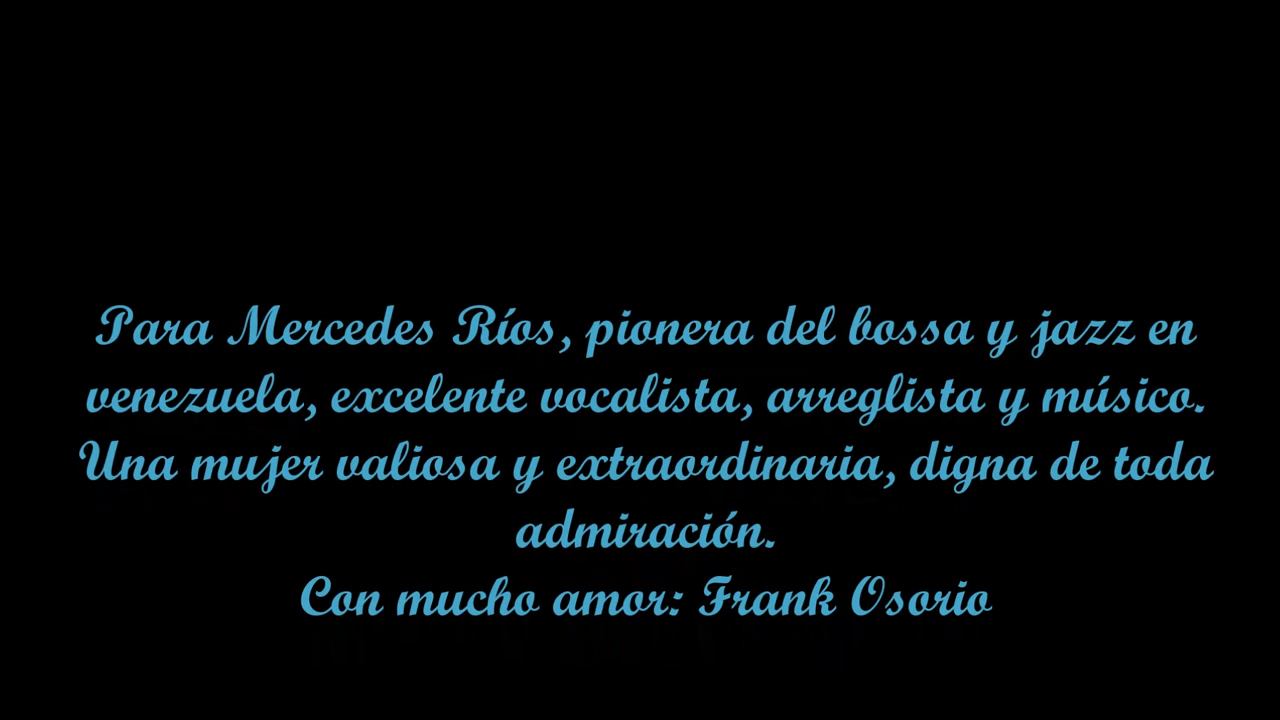 Para Mercedes Ríos, pionera del bossa y jazz en
venezuela, excelente vocalista, arreglista y músico.
Una mujer valiosa y extraordinaria, digna de toda
admiración.
Con mucho amor: Frank Osorio